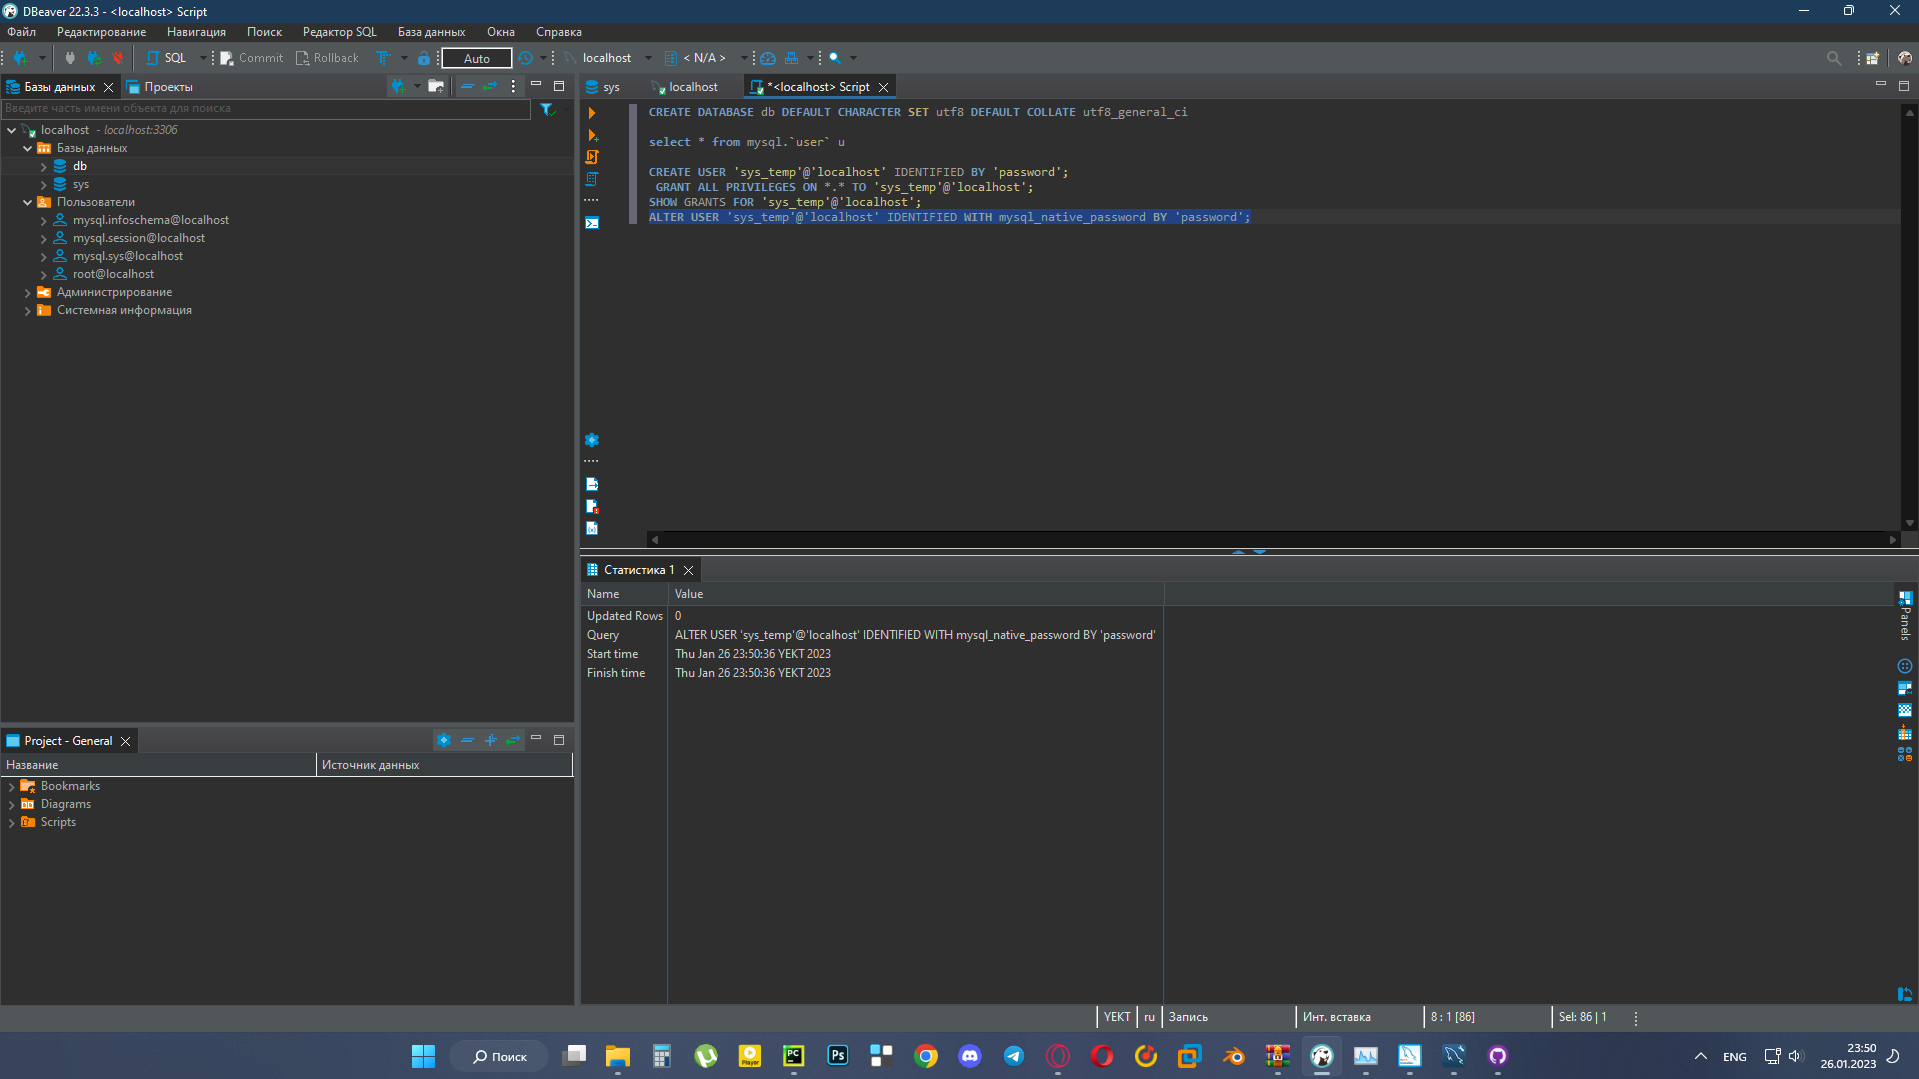 DBeaver 22.3.3 - <localhost> Script
Файл Редактирование Навигация Поиск Редактор SQL База данных Окна Справка
SQL Commit Rollback Auto localhost < N/A >
Базы данных Проекты
Введите часть имени объекта для поиска
localhost - localhost:3306
Базы данных
db
sys
Пользователи
mysql.infoschema@localhost
mysql.session@localhost
mysql.sys@localhost
root@localhost
Администрирование
Системная информация
sys localhost *<localhost> Script
CREATE DATABASE db DEFAULT CHARACTER SET utf8 DEFAULT COLLATE utf8_general_ci
select * from mysql.`user` u
CREATE USER 'sys_temp'@'localhost' IDENTIFIED BY 'password';
GRANT ALL PRIVILEGES ON *.* TO 'sys_temp'@'localhost';
SHOW GRANTS FOR 'sys_temp'@'localhost';
ALTER USER 'sys_temp'@'localhost' IDENTIFIED WITH mysql_native_password BY 'password';
Статистика 1
Name Value
Updated Rows 0
Query ALTER USER 'sys_temp'@'localhost' IDENTIFIED WITH mysql_native_password BY 'password'
Start time Thu Jan 26 23:50:36 YEKT 2023
Finish time Thu Jan 26 23:50:36 YEKT 2023
Panels
Project - General
Название Источник данных
Bookmarks
Diagrams
Scripts
YEKT ru Запись Инт. вставка 8 : 1 [86] Sel: 86 | 1
Поиск
Player
PC
Ps
ENG
23:50
26.01.2023